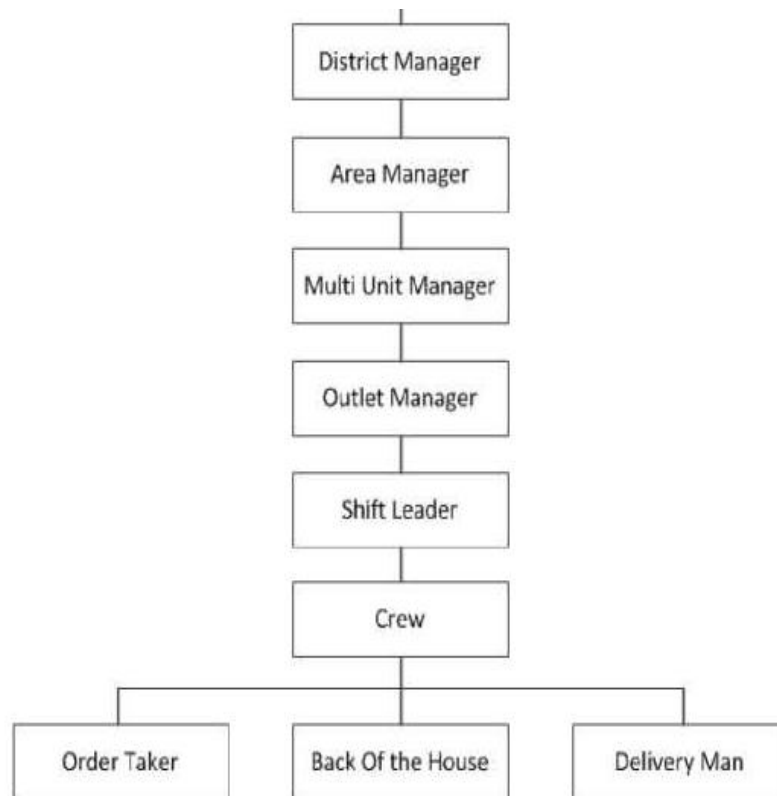 District Manager
Area Manager
Multi Unit Manager
Outlet Manager
Shift Leader
Crew
Order Taker
Back Of the House
Delivery Man